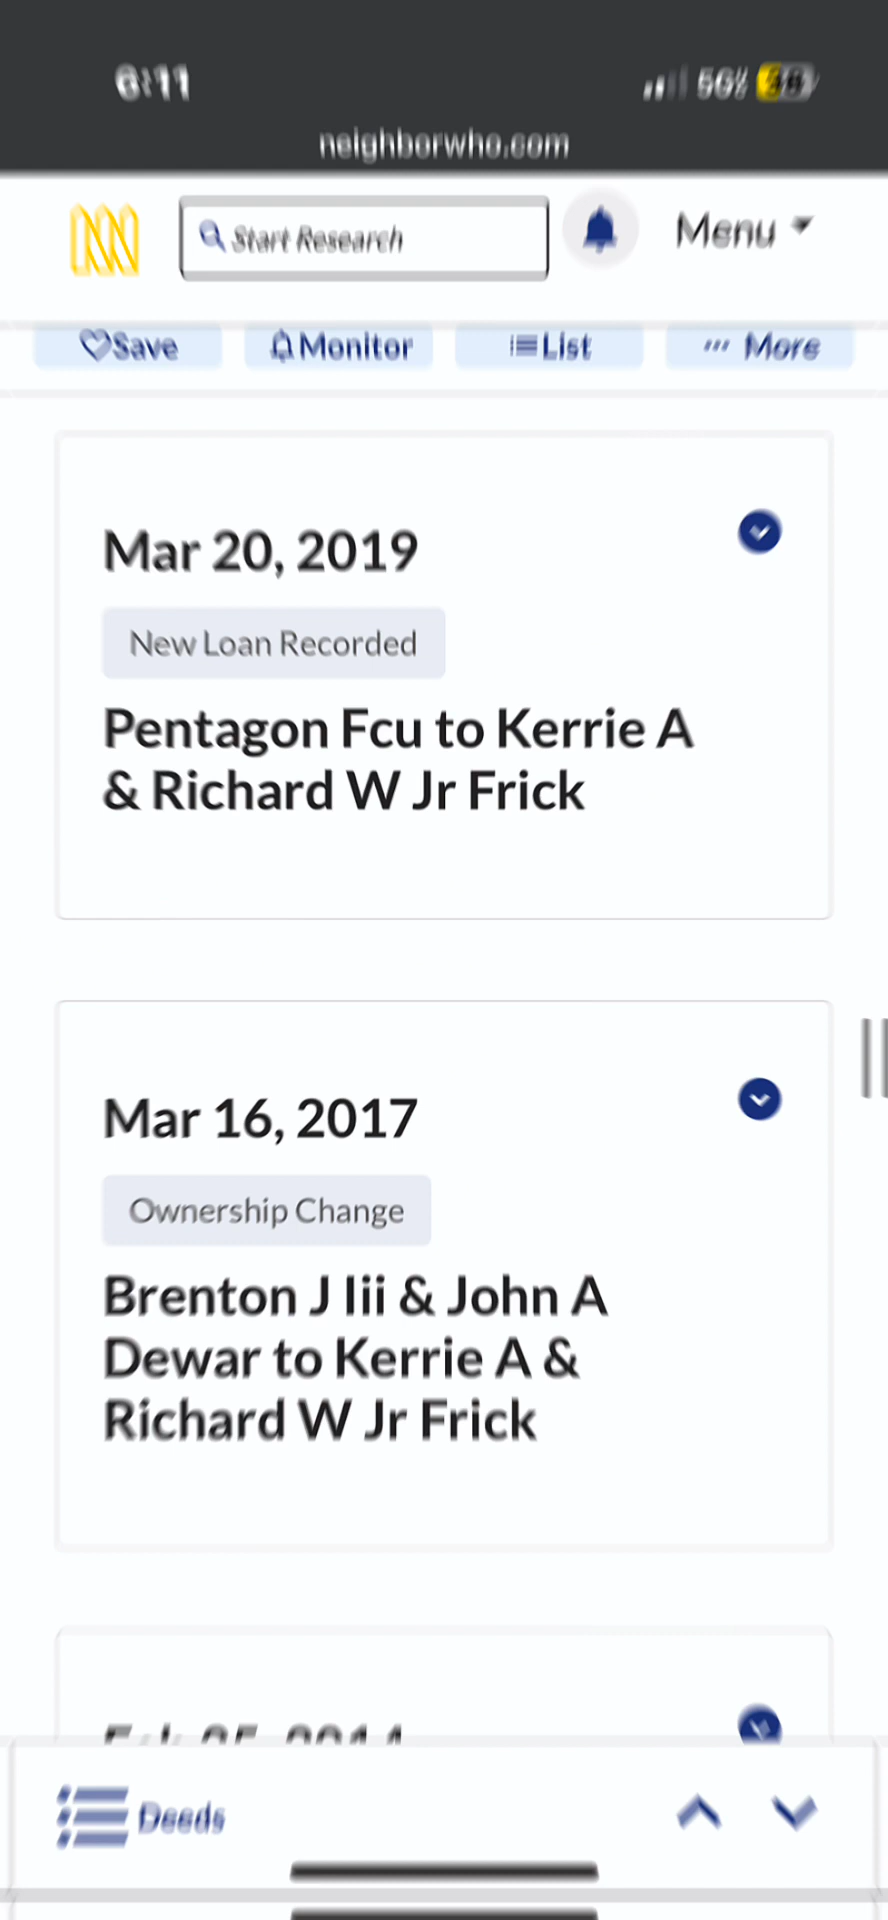 6:11
neighborwho.com
Start Research
Menu
Save
Monitor
List
More
Mar 20, 2019
New Loan Recorded
Pentagon Fcu to Kerrie A
& Richard W Jr Frick
Mar 16, 2017
Ownership Change
Brenton J Iii & John A
Dewar to Kerrie A &
Richard W Jr Frick
Deeds